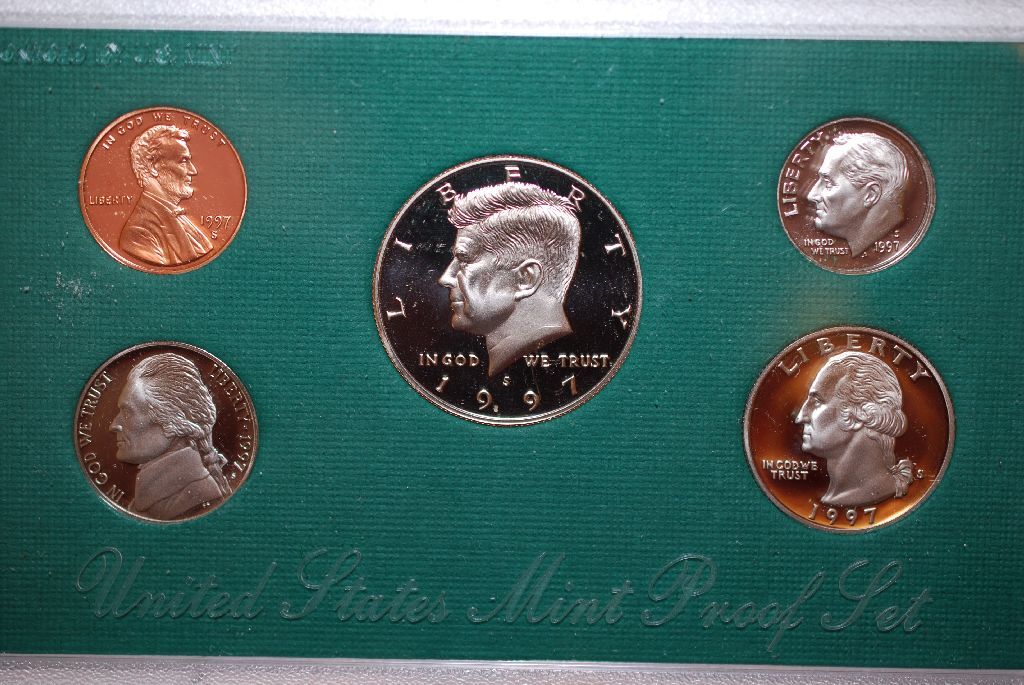 IN GOD WE TRUST
LIBERTY
1997
S
LIBERTY
IN GOD WE TRUST
S
1997
LIBERTY
IN GOD
WE TRUST
S
1997
IN GOD WE TRUST
LIBERTY 1997
LIBERTY
IN GOD WE
TRUST
S
1997
United States Mint Proof Set